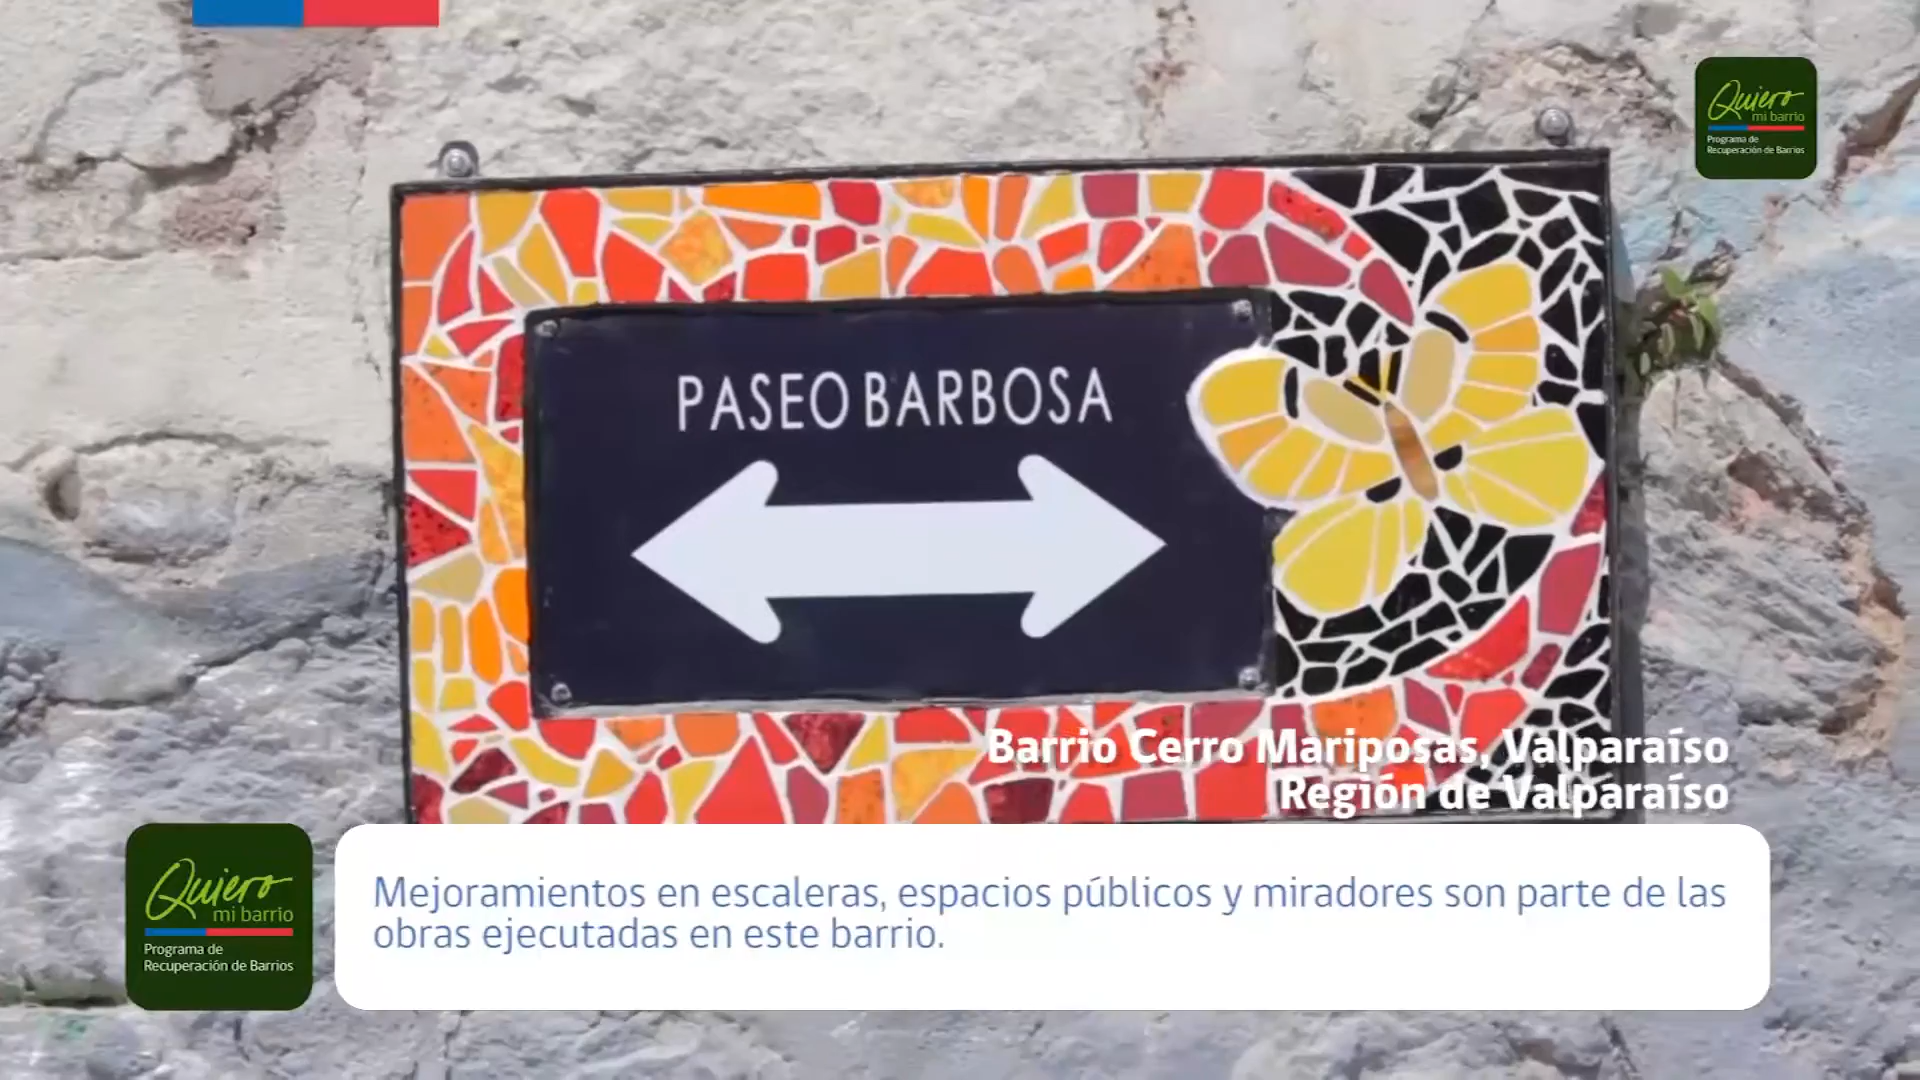 Quiero
mi barrio
Programa de
Recuperación de Barrios
PASEO BARBOSA
Barrio Cerro Mariposas, Valparaíso
Región de Valparaíso
Quiero
mi barrio
Programa de
Recuperación de Barrios
Mejoramientos en escaleras, espacios públicos y miradores son parte de las
obras ejecutadas en este barrio.